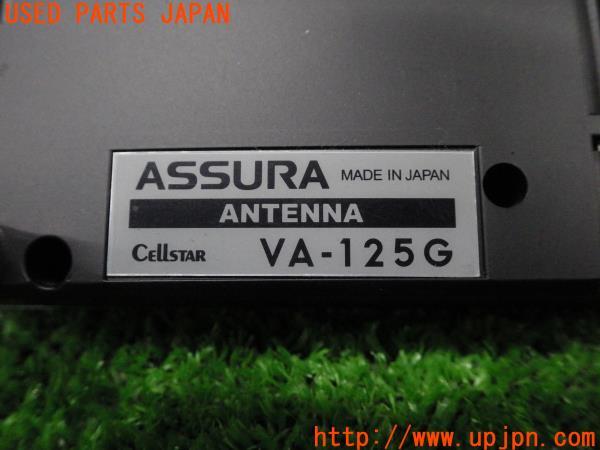 USED PARTS JAPAN
ASSURA MADE IN JAPAN
ANTENNA
CELLSTAR VA-125G
http://www.upjpn.com